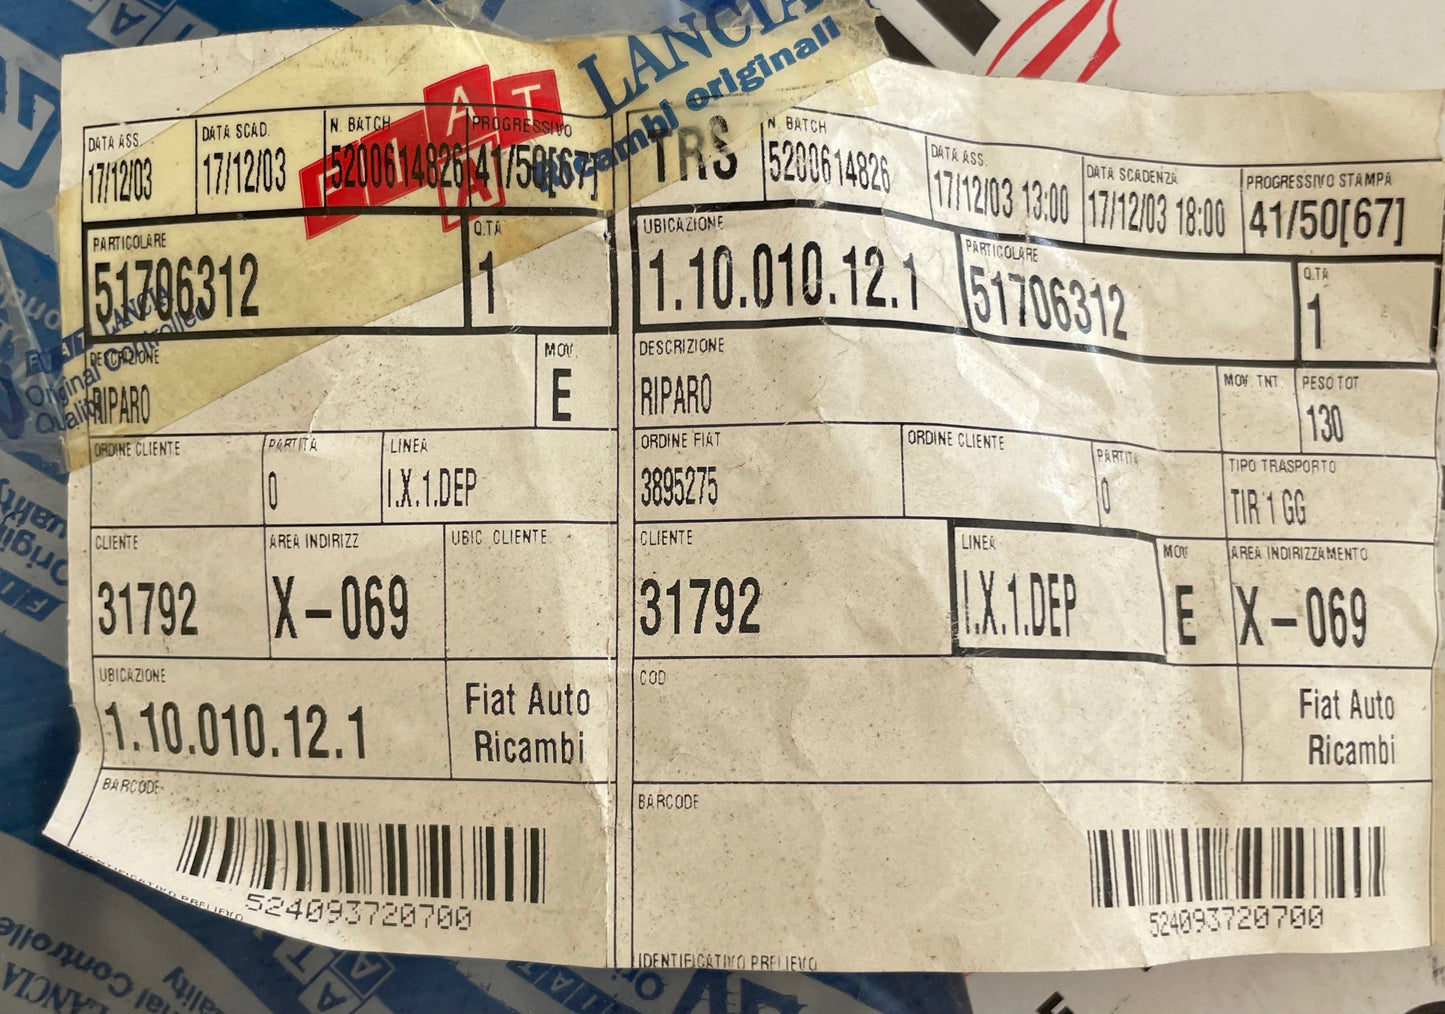 FIAT
LANCIA
Ricambi originali
DATA ASS.
17/12/03
DATA SCAD.
17/12/03
N. BATCH
5200614826
PROGRESSIVO
41/50[67]
PARTICOLARE
51706312
Q.TA
1
LANCIA
Original Controlled
Quality
DESCRIZIONE
RIPARO
MOV
E
ORDINE CLIENTE
PARTITA
0
LINEA
I.X.1.DEP
CLIENTE
31792
AREA INDIRIZZ
X-069
UBIC. CLIENTE
UBICAZIONE
1.10.010.12.1
Fiat Auto
Ricambi
BARCODE
524093720700
IDENTIFICATIVO PRELIEVO
TRS
N. BATCH
5200614826
DATA ASS.
17/12/03 13:00
DATA SCADENZA
17/12/03 18:00
PROGRESSIVO STAMPA
41/50[67]
UBICAZIONE
1.10.010.12.1
PARTICOLARE
51706312
Q.TA
1
DESCRIZIONE
RIPARO
MOV TNT
PESO TOT
130
ORDINE FIAT
3895275
ORDINE CLIENTE
PARTITA
0
TIPO TRASPORTO
TIR 1 GG
CLIENTE
31792
LINEA
I.X.1.DEP
MOV
E
AREA INDIRIZZAMENTO
X-069
COD
Fiat Auto
Ricambi
BARCODE
524093720700
IDENTIFICATIVO PRELIEVO